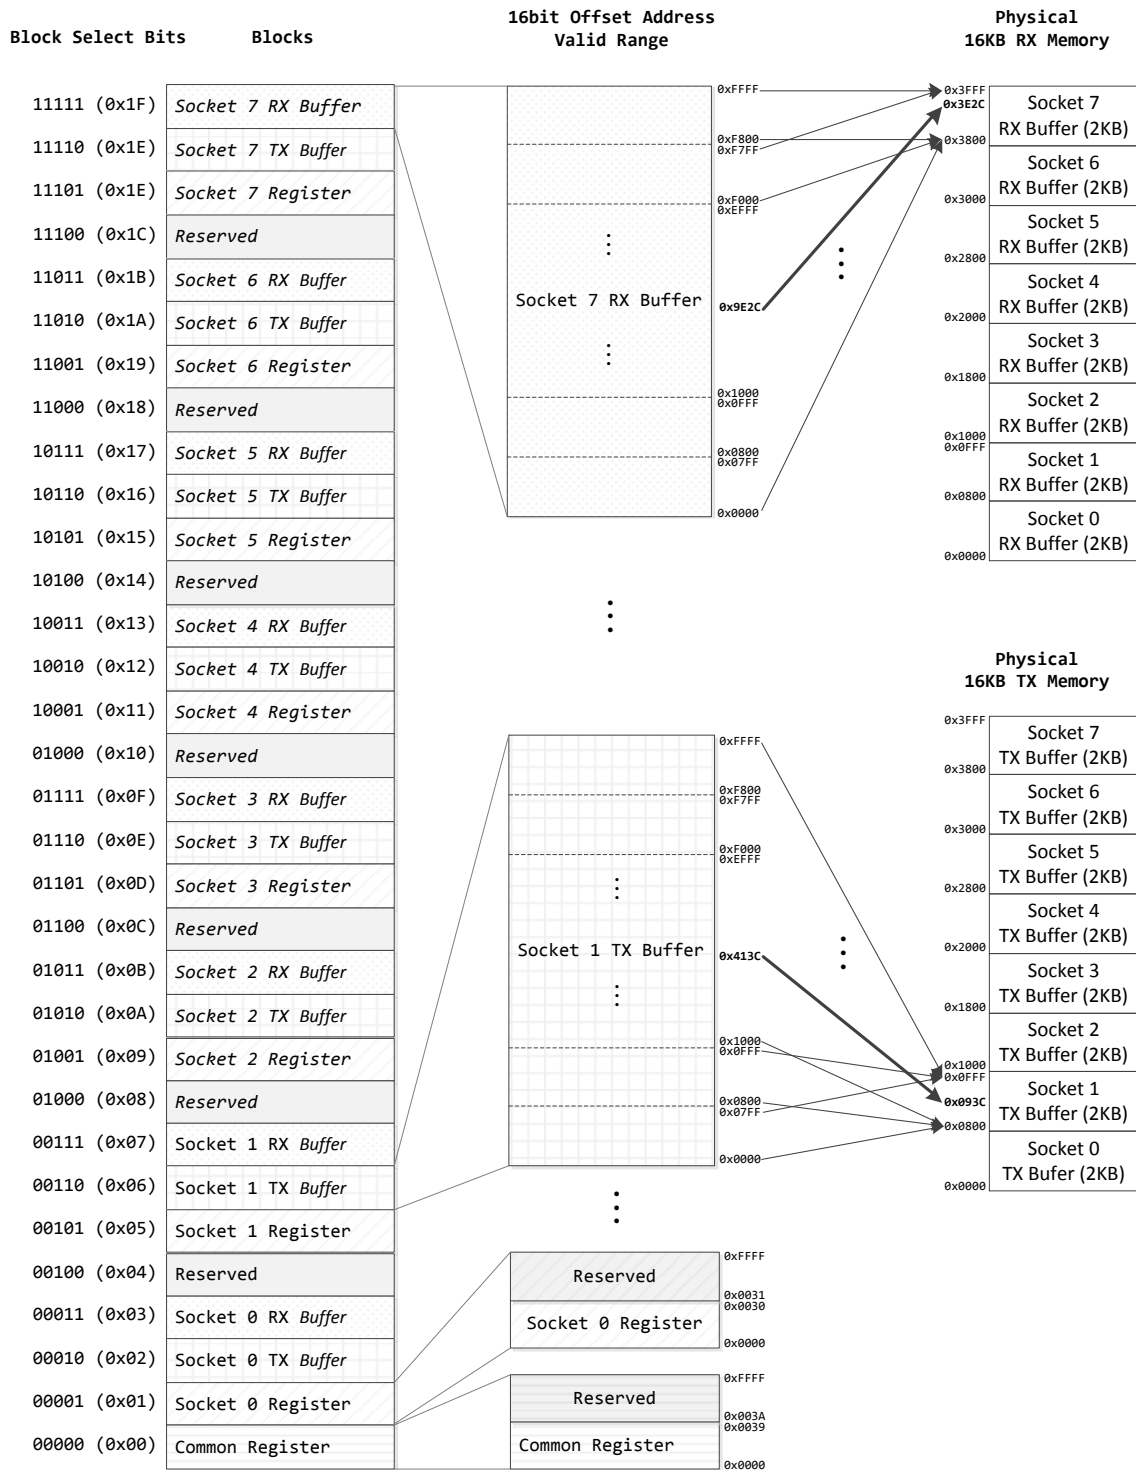 Block Select Bits
Blocks
16bit Offset Address
Valid Range
Physical
16KB RX Memory
11111 (0x1F) Socket 7 RX Buffer
11110 (0x1E) Socket 7 TX Buffer
11101 (0x1E) Socket 7 Register
11100 (0x1C) Reserved
11011 (0x1B) Socket 6 RX Buffer
11010 (0x1A) Socket 6 TX Buffer
11001 (0x19) Socket 6 Register
11000 (0x18) Reserved
10111 (0x17) Socket 5 RX Buffer
10110 (0x16) Socket 5 TX Buffer
10101 (0x15) Socket 5 Register
10100 (0x14) Reserved
10011 (0x13) Socket 4 RX Buffer
10010 (0x12) Socket 4 TX Buffer
10001 (0x11) Socket 4 Register
01000 (0x10) Reserved
01111 (0x0F) Socket 3 RX Buffer
01110 (0x0E) Socket 3 TX Buffer
01101 (0x0D) Socket 3 Register
01100 (0x0C) Reserved
01011 (0x0B) Socket 2 RX Buffer
01010 (0x0A) Socket 2 TX Buffer
01001 (0x09) Socket 2 Register
01000 (0x08) Reserved
00111 (0x07) Socket 1 RX Buffer
00110 (0x06) Socket 1 TX Buffer
00101 (0x05) Socket 1 Register
00100 (0x04) Reserved
00011 (0x03) Socket 0 RX Buffer
00010 (0x02) Socket 0 TX Buffer
00001 (0x01) Socket 0 Register
00000 (0x00) Common Register
0xFFFF
0xF800
0xF7FF
0xF000
0xEFFF
Socket 7 RX Buffer
0x9E2C
0x1000
0x0FFF
0x0800
0x07FF
0x0000
0xFFFF
0xF800
0xF7FF
0xF000
0xEFFF
Socket 1 TX Buffer
0x413C
0x1000
0x0FFF
0x0800
0x07FF
0x0000
0xFFFF
Reserved
0x0031
0x0030
Socket 0 Register
0x0000
0xFFFF
Reserved
0x003A
0x0039
Common Register
0x0000
0x3FFF
0x3E2C
Socket 7
RX Buffer (2KB)
0x3800
Socket 6
RX Buffer (2KB)
0x3000
Socket 5
RX Buffer (2KB)
0x2800
Socket 4
RX Buffer (2KB)
0x2000
Socket 3
RX Buffer (2KB)
0x1800
Socket 2
RX Buffer (2KB)
0x1000
0x0FFF
Socket 1
RX Buffer (2KB)
0x0800
Socket 0
RX Buffer (2KB)
0x0000
Physical
16KB TX Memory
0x3FFF
Socket 7
TX Buffer (2KB)
0x3800
Socket 6
TX Buffer (2KB)
0x3000
Socket 5
TX Buffer (2KB)
0x2800
Socket 4
TX Buffer (2KB)
0x2000
Socket 3
TX Buffer (2KB)
0x1800
Socket 2
TX Buffer (2KB)
0x1000
0x0FFF
Socket 1
0x093C
TX Buffer (2KB)
0x0800
Socket 0
TX Bufer (2KB)
0x0000